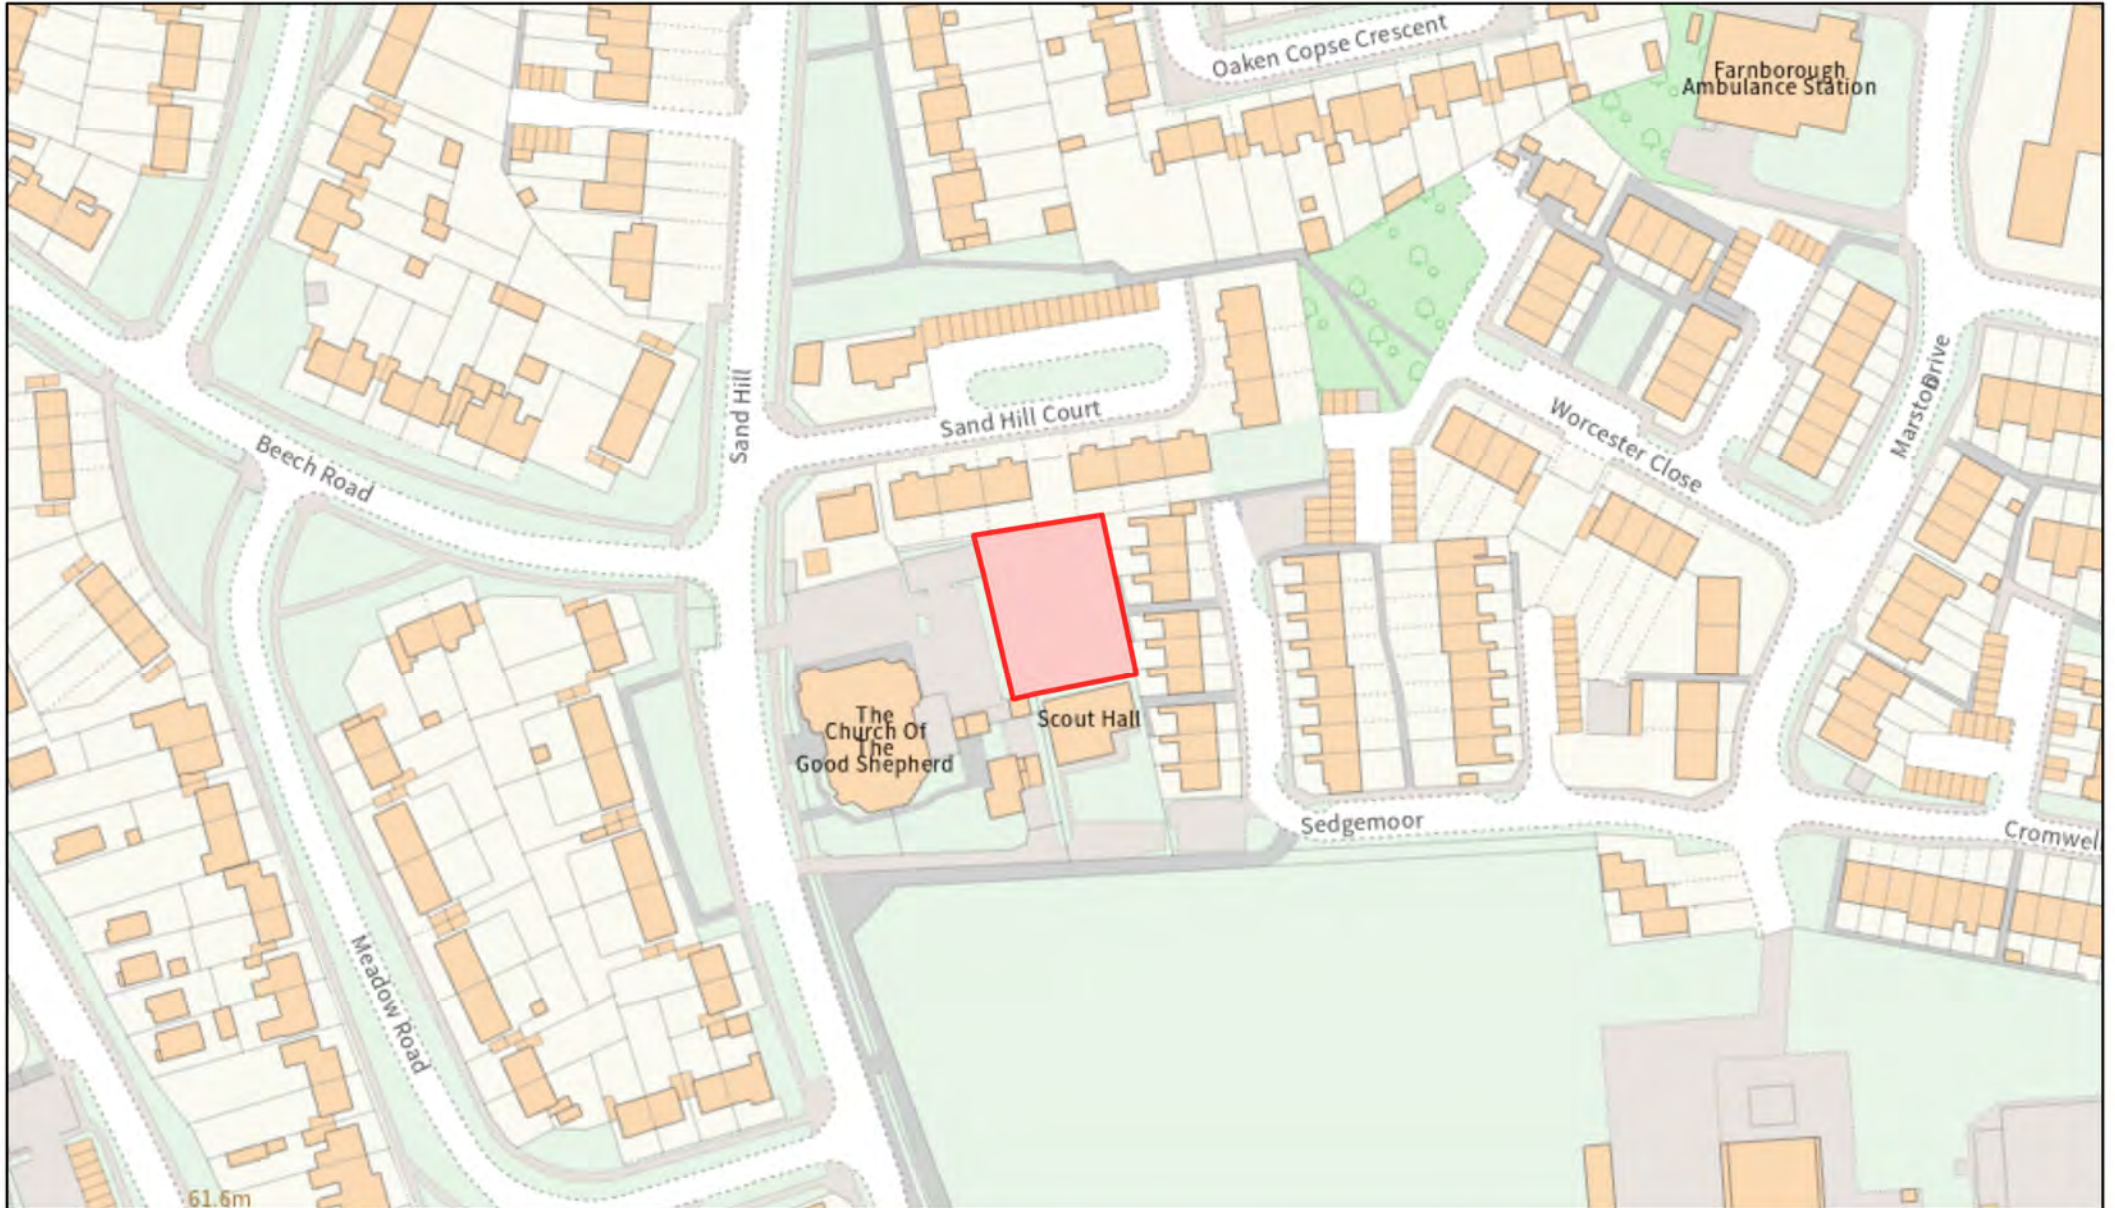 Oaken Copse Crescent
Farnborough
Ambulance Station
Sand Hill
Sand Hill Court
Beech Road
Worcester Close
Marston Drive
The
Church Of
The
Good Shepherd
Scout Hall
Sedgemoor
Cromwell
Meadow Road
61.6m